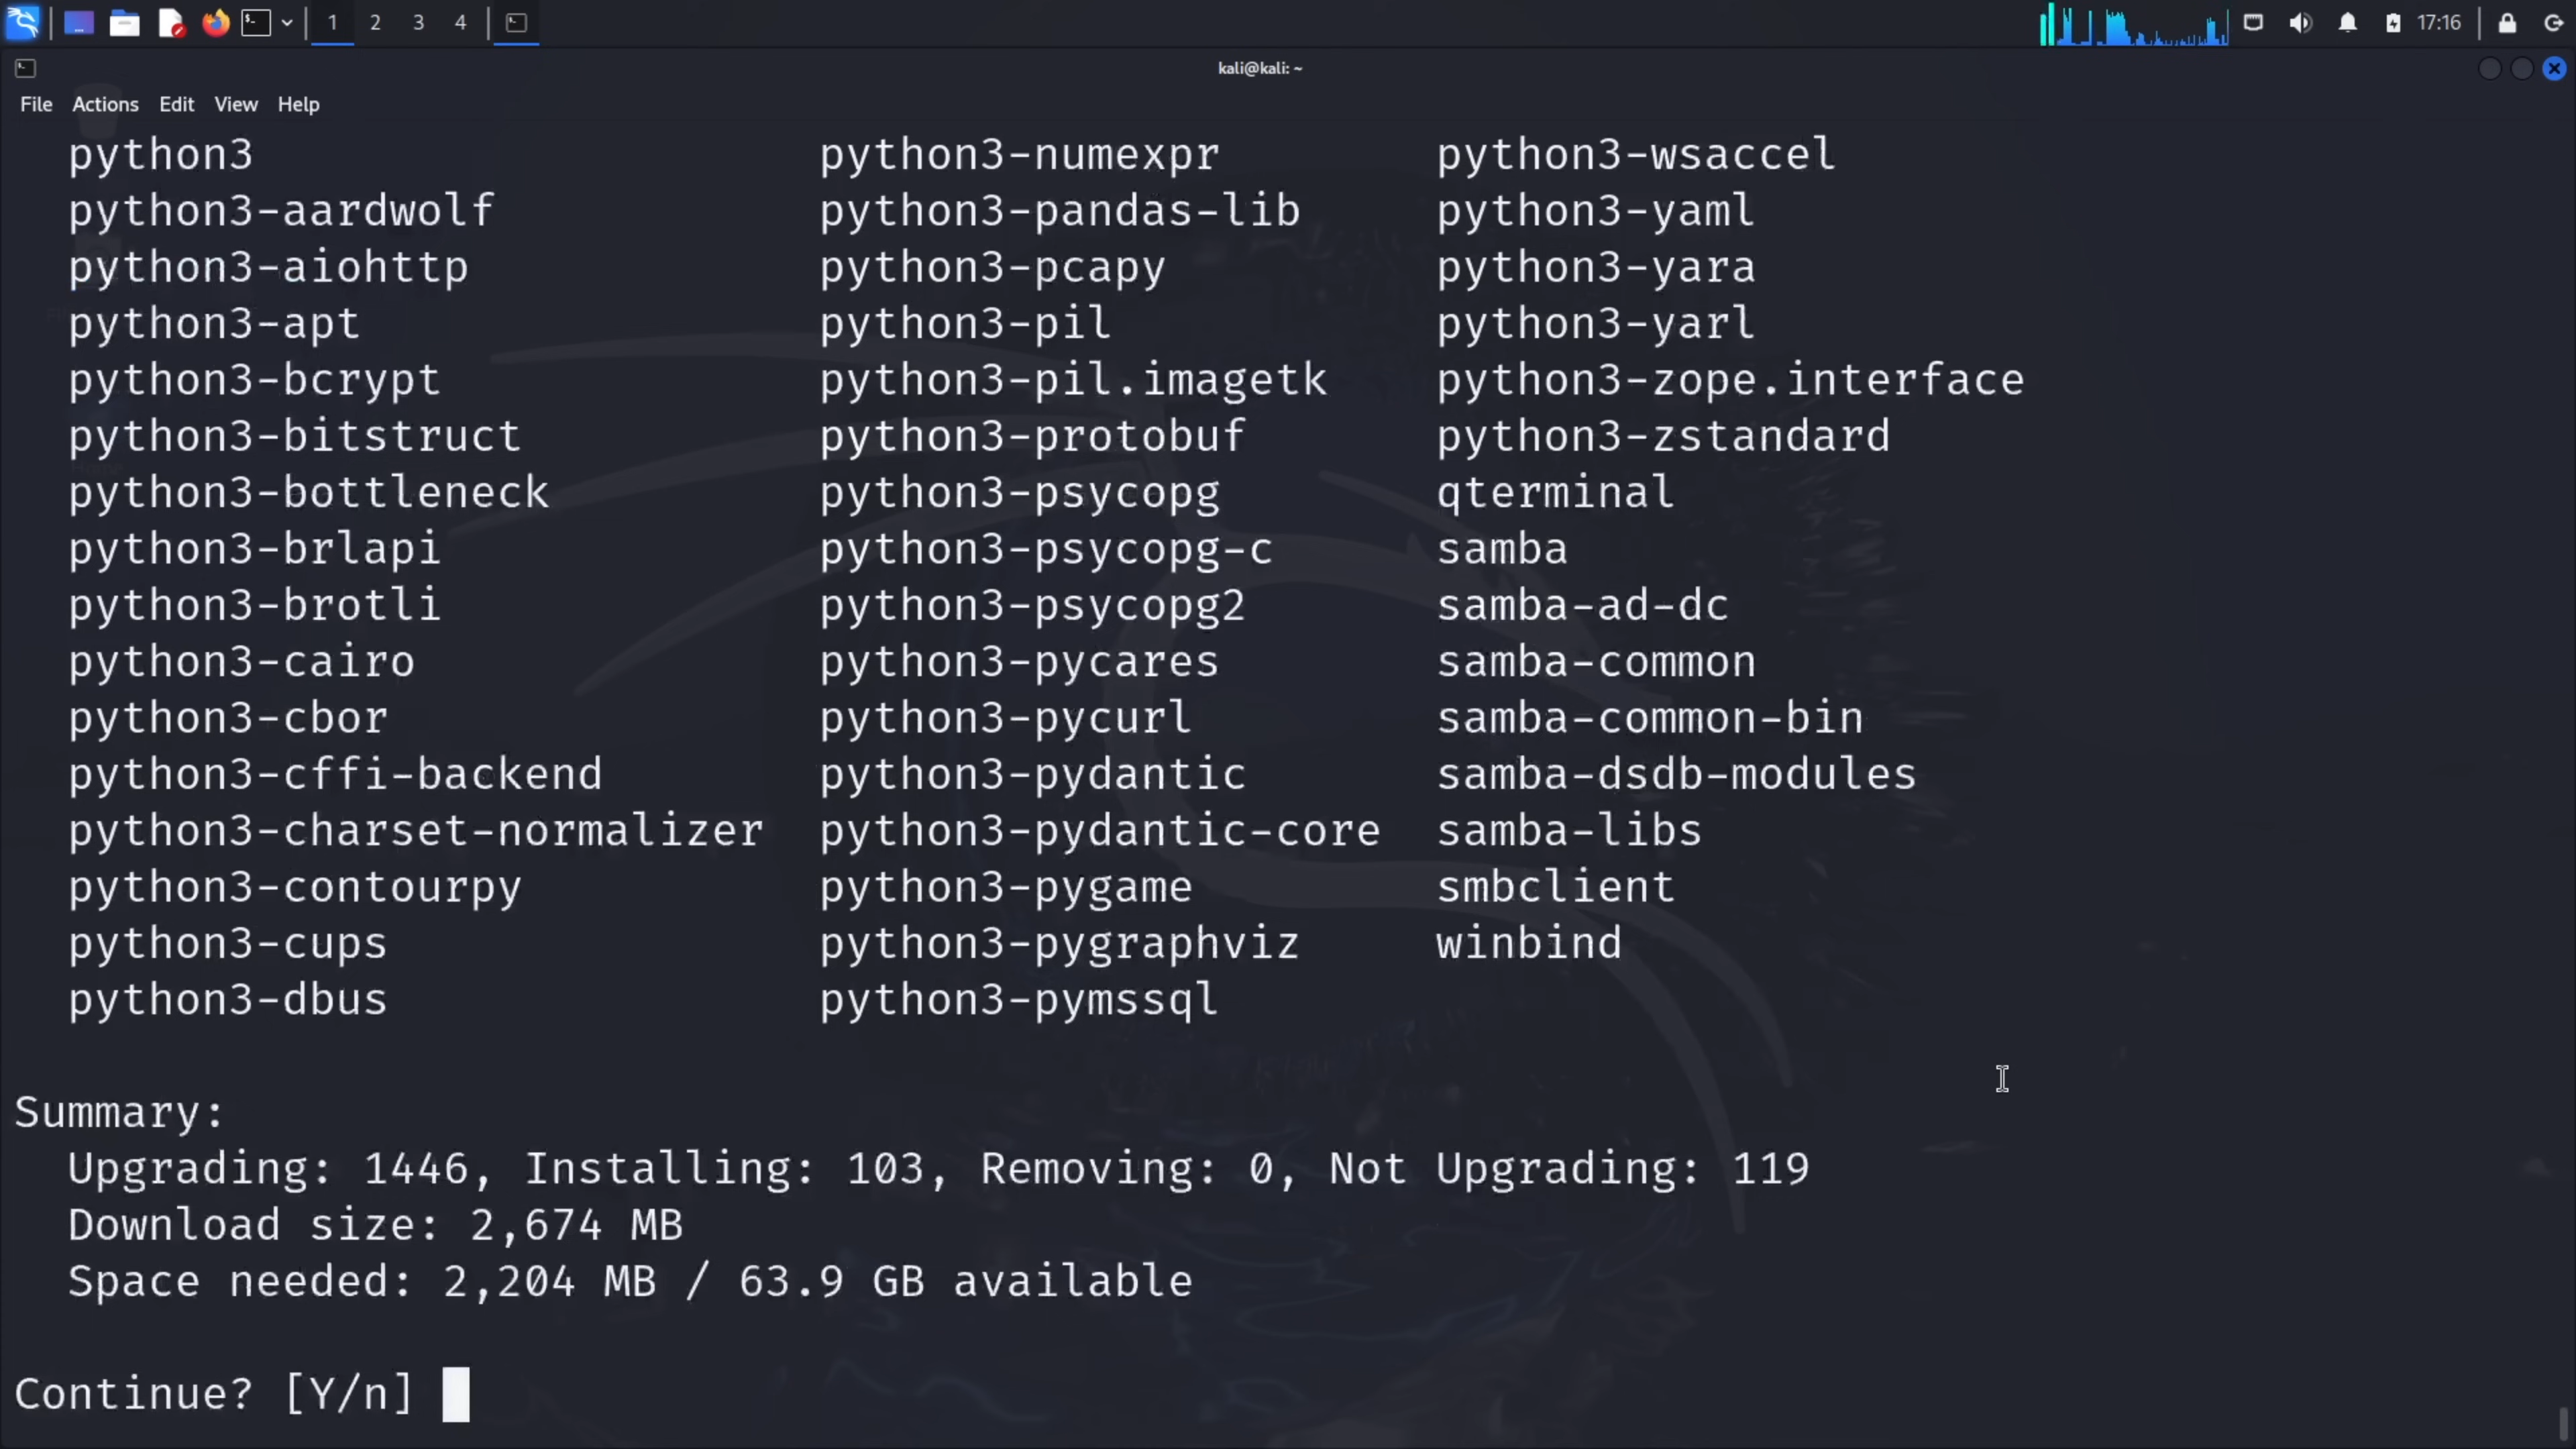 1 2 3 4 17:16
kali@kali: ~
File Actions Edit View Help
python3 python3-numexpr python3-wsaccel
python3-aardwolf python3-pandas-lib python3-yaml
python3-aiohttp python3-pcapy python3-yara
python3-apt python3-pil python3-yarl
python3-bcrypt python3-pil.imagetk python3-zope.interface
python3-bitstruct python3-protobuf python3-zstandard
python3-bottleneck python3-psycopg qterminal
python3-brlapi python3-psycopg-c samba
python3-brotli python3-psycopg2 samba-ad-dc
python3-cairo python3-pycares samba-common
python3-cbor python3-pycurl samba-common-bin
python3-cffi-backend python3-pydantic samba-dsdb-modules
python3-charset-normalizer python3-pydantic-core samba-libs
python3-contourpy python3-pygame smbclient
python3-cups python3-pygraphviz winbind
python3-dbus python3-pymssql
Summary:
Upgrading: 1446, Installing: 103, Removing: 0, Not Upgrading: 119
Download size: 2,674 MB
Space needed: 2,204 MB / 63.9 GB available
Continue? [Y/n]